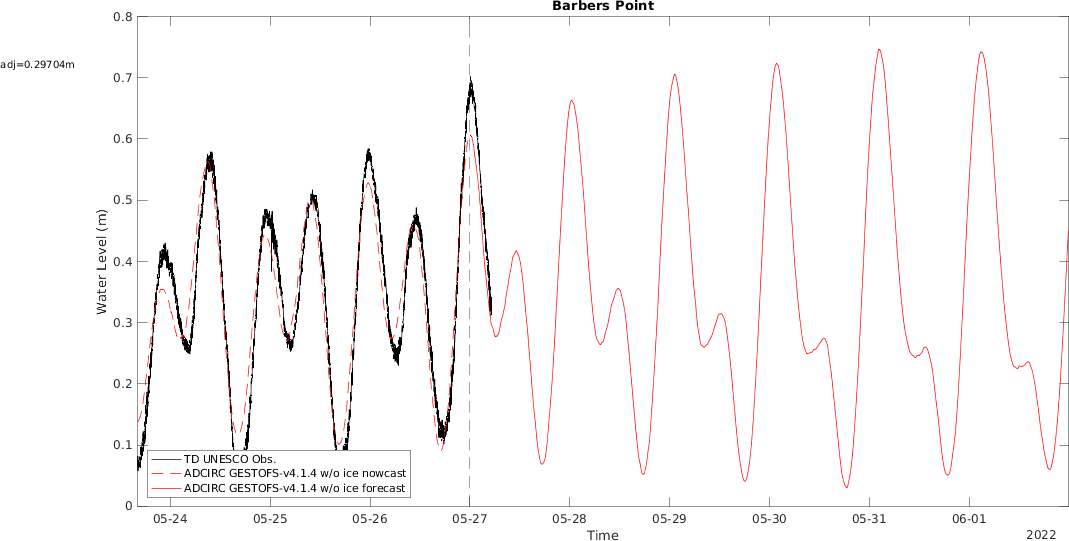 Barbers Point
adj=0.29704m
Water Level (m)
0.8
0.7
0.6
0.5
0.4
0.3
0.2
0.1
0
TD UNESCO Obs.
ADCIRC GESTOFS-v4.1.4 w/o ice nowcast
ADCIRC GESTOFS-v4.1.4 w/o ice forecast
05-24 05-25 05-26 05-27 05-28 05-29 05-30 05-31 06-01
Time
2022